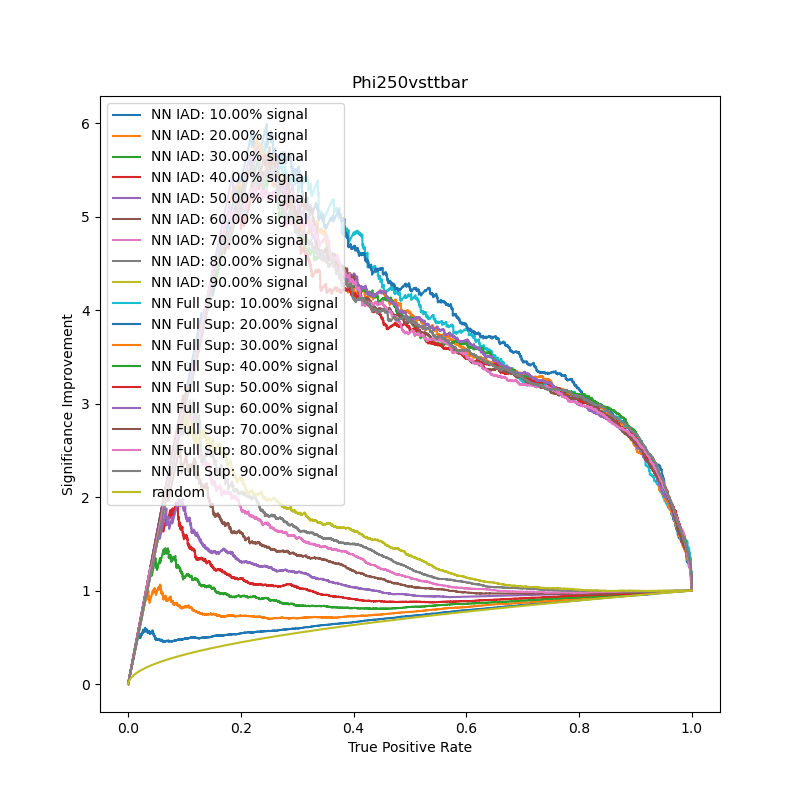 Phi250vsttbar
NN IAD: 10.00% signal
NN IAD: 20.00% signal
NN IAD: 30.00% signal
NN IAD: 40.00% signal
NN IAD: 50.00% signal
NN IAD: 60.00% signal
NN IAD: 70.00% signal
NN IAD: 80.00% signal
NN IAD: 90.00% signal
NN Full Sup: 10.00% signal
NN Full Sup: 20.00% signal
NN Full Sup: 30.00% signal
NN Full Sup: 40.00% signal
NN Full Sup: 50.00% signal
NN Full Sup: 60.00% signal
NN Full Sup: 70.00% signal
NN Full Sup: 80.00% signal
NN Full Sup: 90.00% signal
random
Significance Improvement
6
5
4
3
2
1
0
0.0 0.2 0.4 0.6 0.8 1.0
True Positive Rate